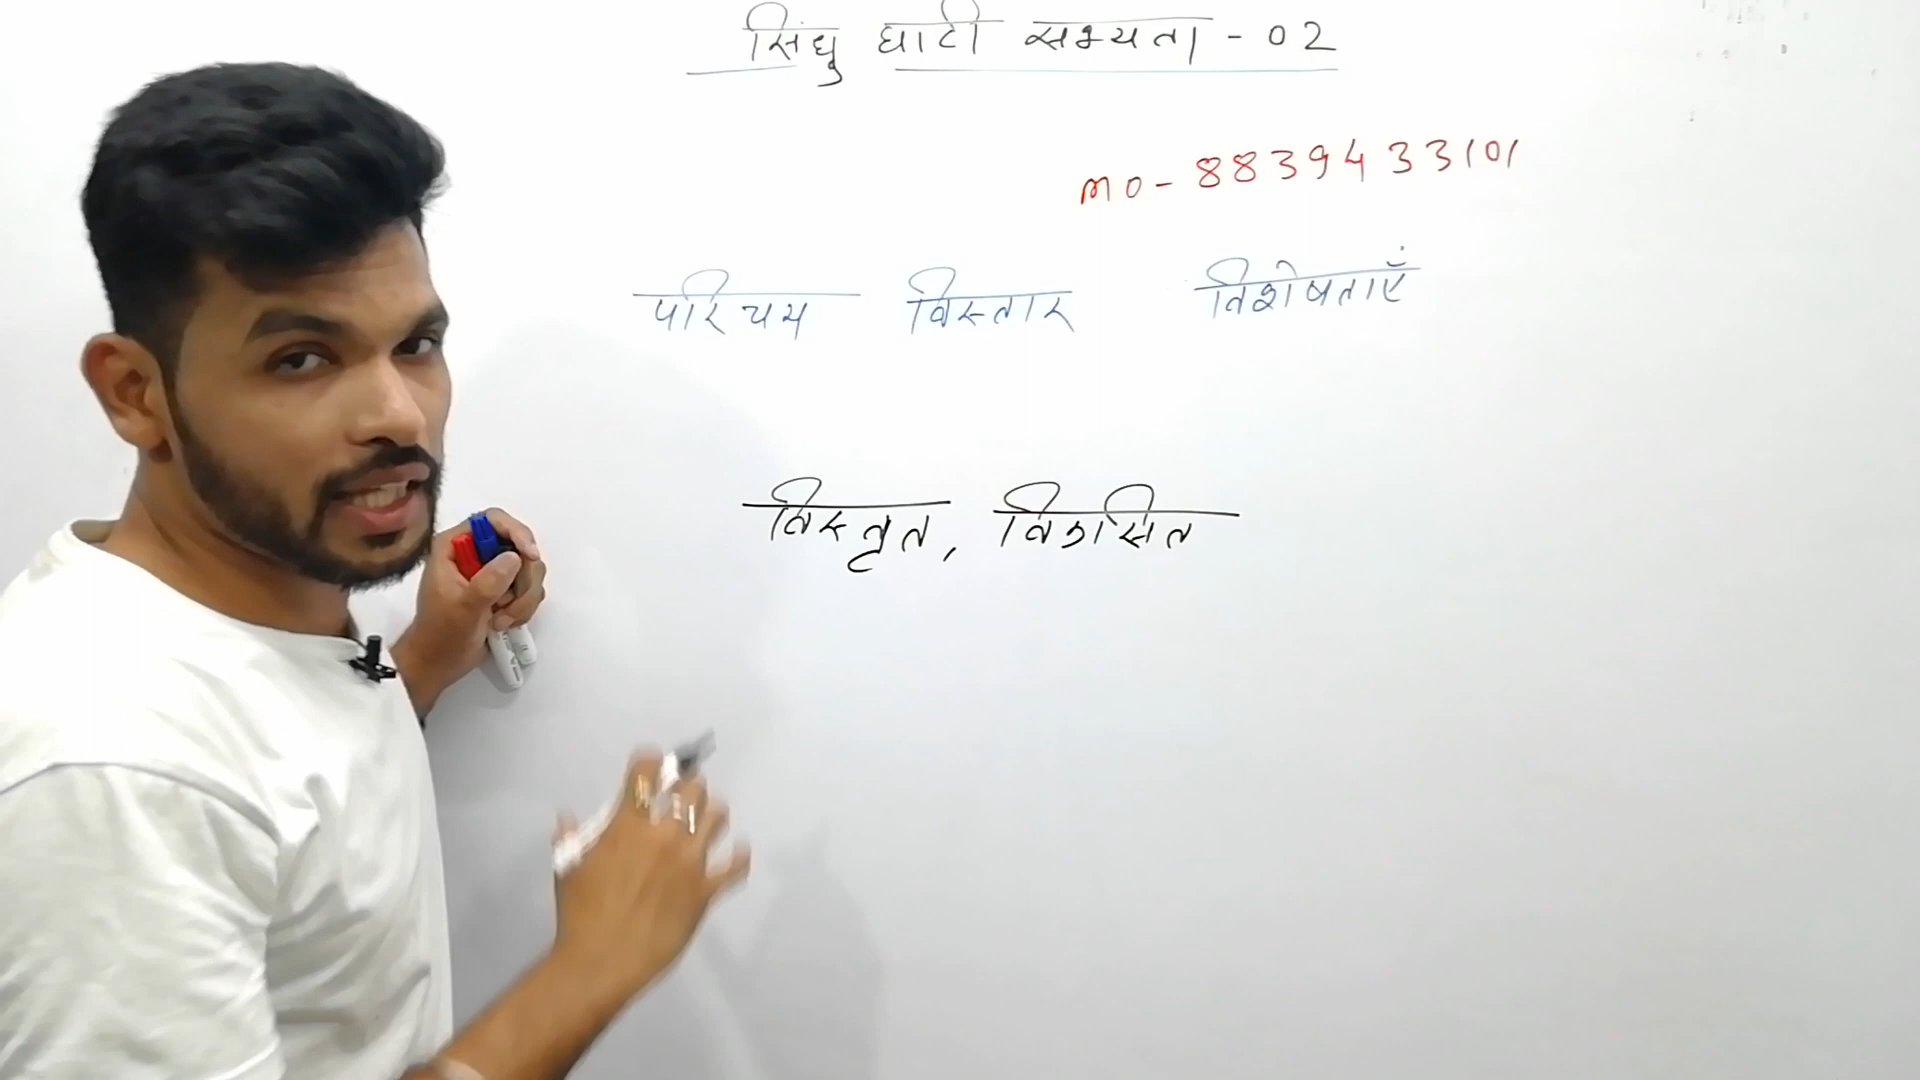 सिंधु घाटी सभ्यता - 02
mo - 8839433101
परिचय विस्तार विशेषताएँ
विस्तृत, विकसित